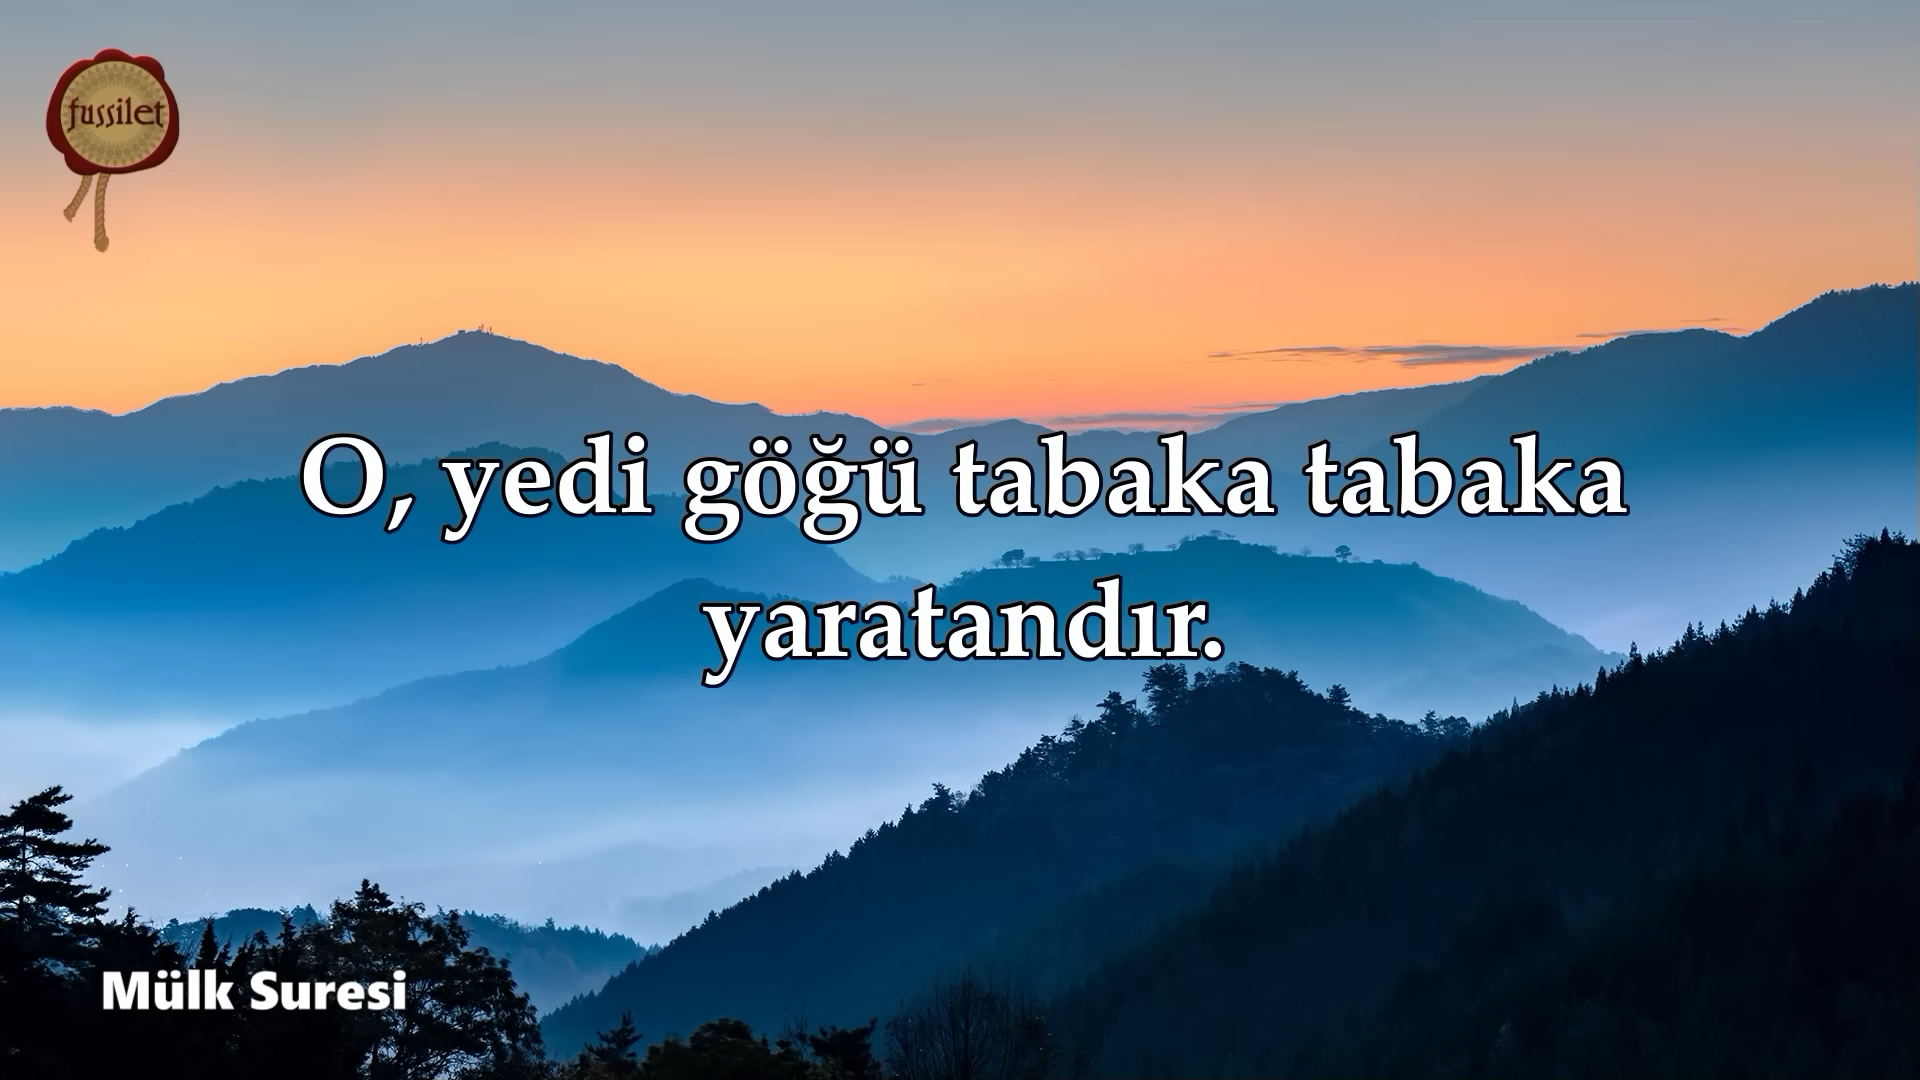 fussilet
O, yedi göğü tabaka tabaka
yaratandır.
Mülk Suresi